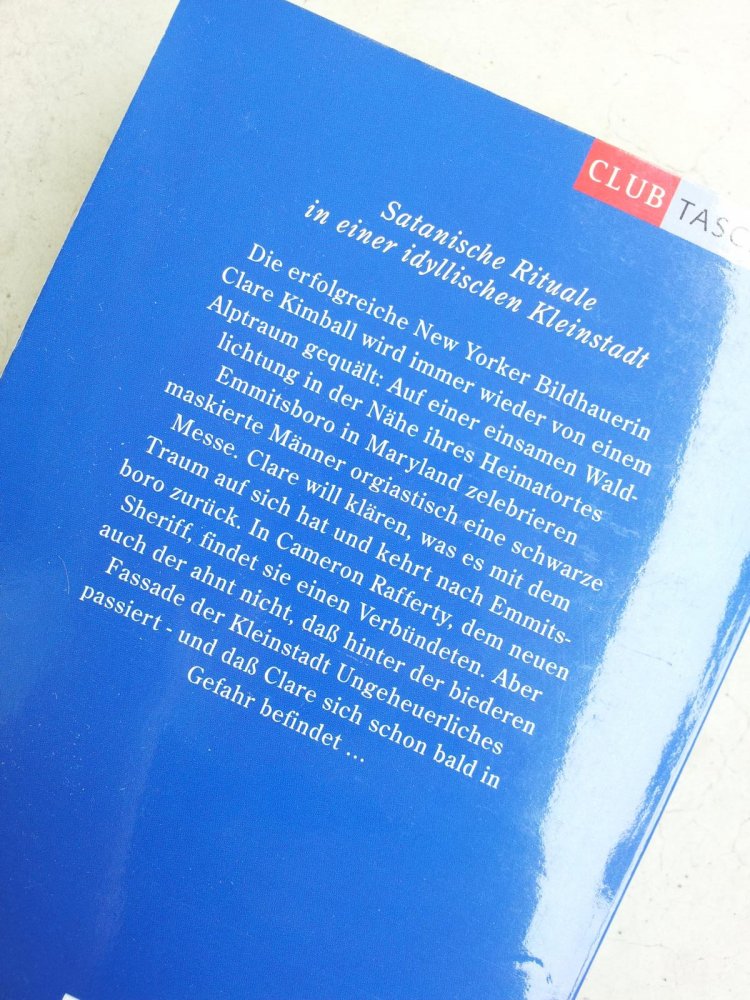 CLUB TASC
Satanische Rituale
in einer idyllischen Kleinstadt
Die erfolgreiche New Yorker Bildhauerin
Clare Kimball wird immer wieder von einem
Alptraum gequält: Auf einer einsamen Wald-
lichtung in der Nähe ihres Heimatortes
Emmitsboro in Maryland zelebrieren
maskierte Männer orgiastisch eine schwarze
Messe. Clare will klären, was es mit dem
Traum auf sich hat und kehrt nach Emmits-
boro zurück. In Cameron Rafferty, dem neuen
Sheriff, findet sie einen Verbündeten. Aber
auch der ahnt nicht, daß hinter der biederen
Fassade der Kleinstadt Ungeheuerliches
passiert - und daß Clare sich schon bald in
Gefahr befindet ...